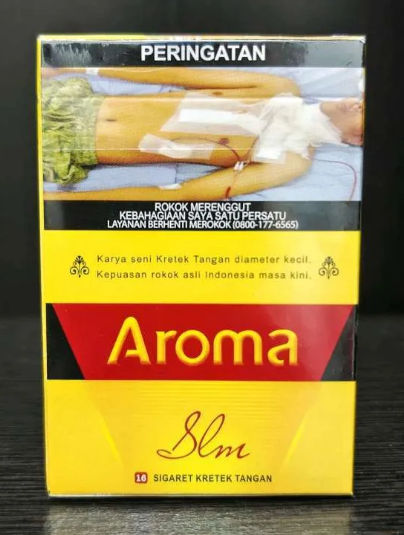 PERINGATAN
ROKOK MERENGGUT
KEBAHAGIAAN SAYA SATU PERSATU
LAYANAN BERHENTI MEROKOK (0800-177-6565)
Karya seni Kretek Tangan diameter kecil.
Kepuasan rokok asli Indonesia masa kini.
Aroma
Slm
16 SIGARET KRETEK TANGAN